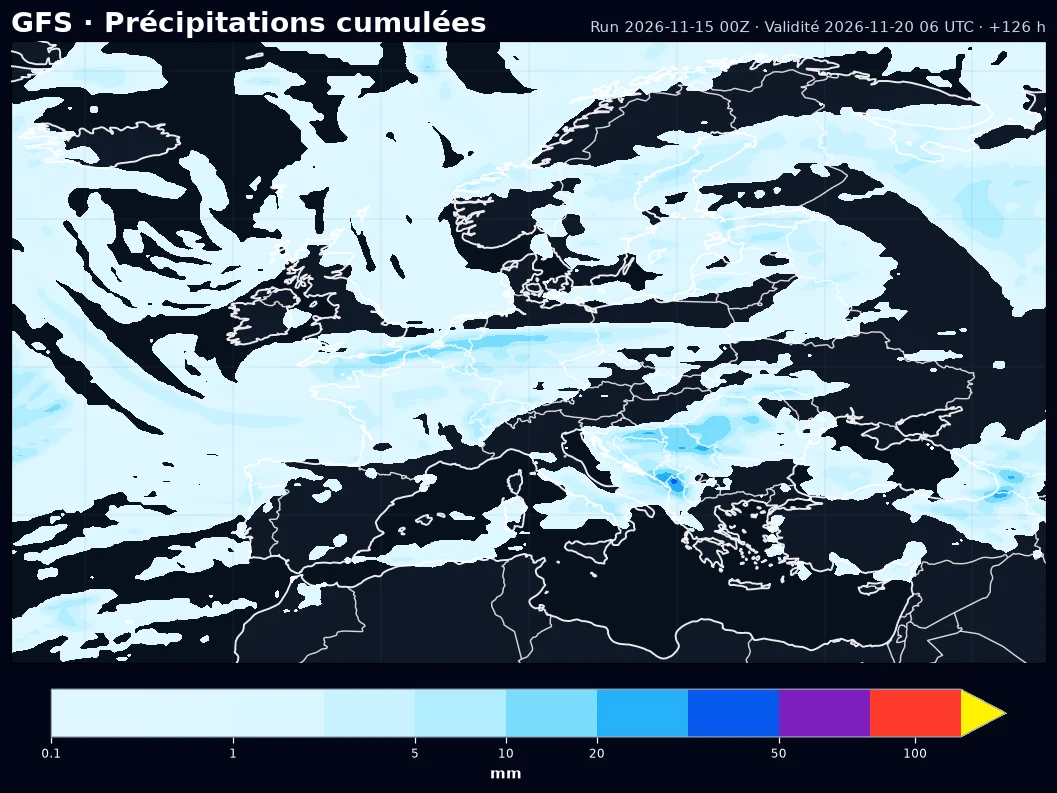 GFS · Précipitations cumulées
Run 2026-11-15 00Z · Validité 2026-11-20 06 UTC · +126 h
0.1 1 5 10 20 50 100
mm